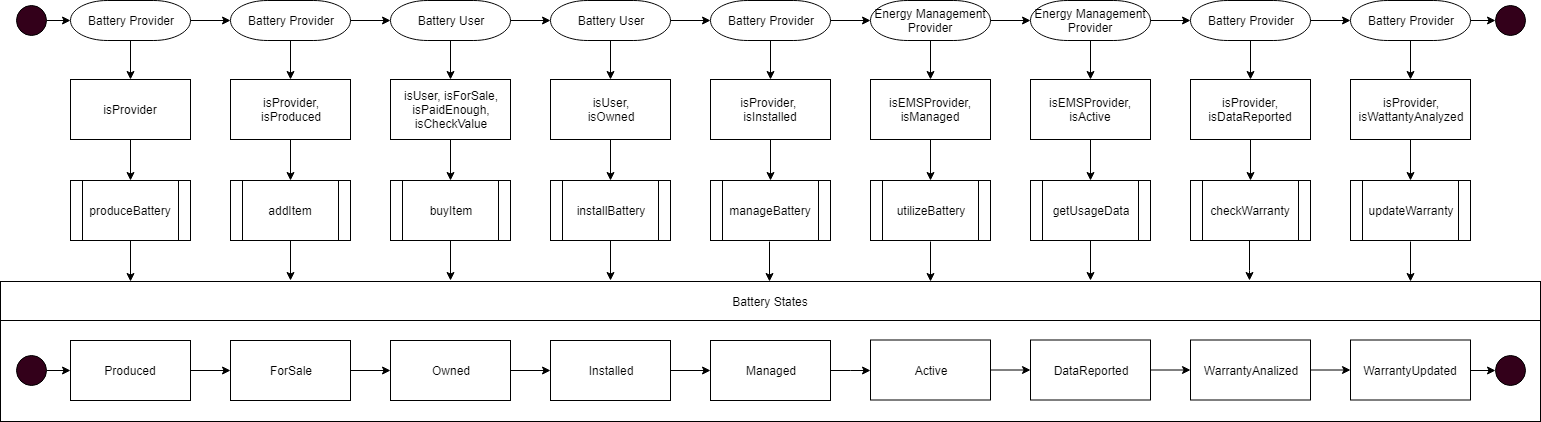 Battery Provider
Battery Provider
Battery User
Battery User
Battery Provider
Energy Management
Provider
Energy Management
Provider
Battery Provider
Battery Provider
isProvider
isProvider,
isProduced
isUser, isForSale,
isPaidEnough,
isCheckValue
isUser,
isOwned
isProvider,
isInstalled
isEMSProvider,
isManaged
isEMSProvider,
isActive
isProvider,
isDataReported
isProvider,
isWattantyAnalyzed
produceBattery
addItem
buyItem
installBattery
manageBattery
utilizeBattery
getUsageData
checkWarranty
updateWarranty
Battery States
Produced
ForSale
Owned
Installed
Managed
Active
DataReported
WarrantyAnalized
WarrantyUpdated